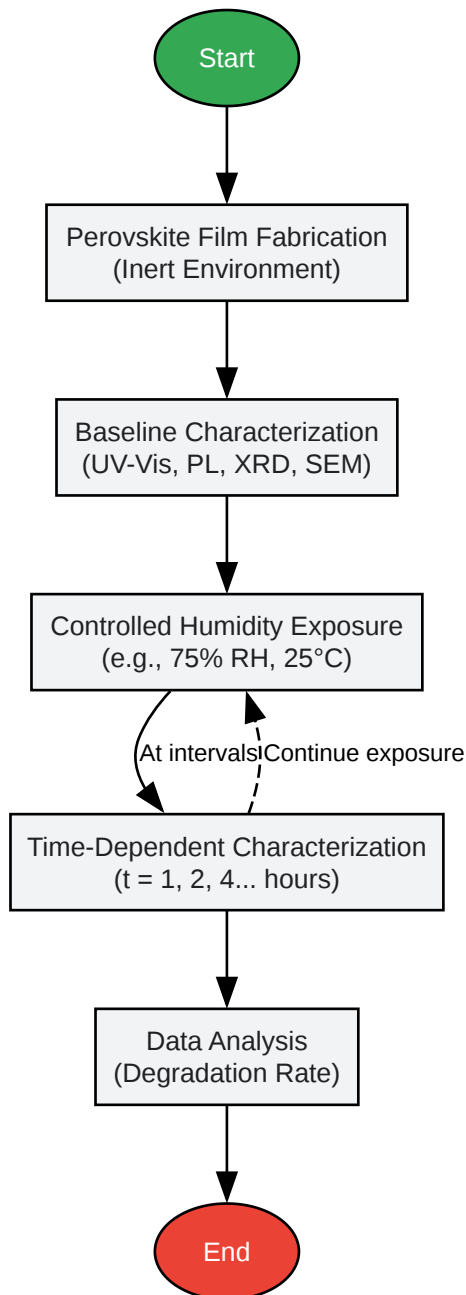 Start
Perovskite Film Fabrication
(Inert Environment)
Baseline Characterization
(UV-Vis, PL, XRD, SEM)
Controlled Humidity Exposure
(e.g., 75% RH, 25°C)
At intervals
Continue exposure
Time-Dependent Characterization
(t = 1, 2, 4... hours)
Data Analysis
(Degradation Rate)
End